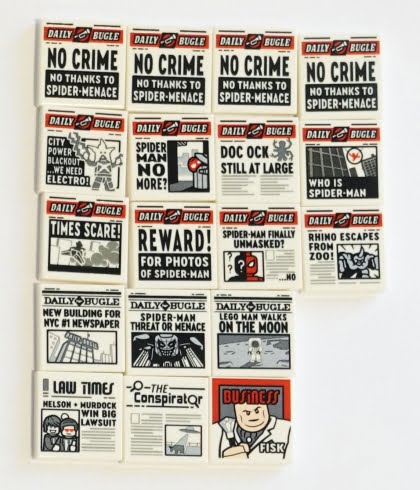 DAILY BUGLE
NO CRIME
NO THANKS TO
SPIDER-MENACE
DAILY BUGLE
NO CRIME
NO THANKS TO
SPIDER-MENACE
DAILY BUGLE
NO CRIME
NO THANKS TO
SPIDER-MENACE
DAILY BUGLE
NO CRIME
NO THANKS TO
SPIDER-MENACE
DAILY BUGLE
CITY
POWER
BLACKOUT
...WE NEED
ELECTRO!
DAILY BUGLE
SPIDER
MAN
NO
MORE?
DAILY BUGLE
DOC OCK
STILL AT LARGE
DAILY BUGLE
WHO IS
SPIDER-MAN
DAILY BUGLE
TIMES SCARE!
DAILY BUGLE
REWARD!
FOR PHOTOS
OF SPIDER-MAN
DAILY BUGLE
SPIDER-MAN FINALLY
UNMASKED?
? ?
...NO
DAILY BUGLE
RHINO ESCAPES
FROM
ZOO!
DAILY BUGLE
NEW BUILDING FOR
NYC #1 NEWSPAPER
DAILY BUGLE
SPIDER-MAN
THREAT OR MENACE
DAILY BUGLE
LEGO MAN WALKS
ON THE MOON
LAW TIMES
NELSON + MURDOCK
WIN BIG
LAWSUIT
THE
Conspirator
BUSINESS
FISK